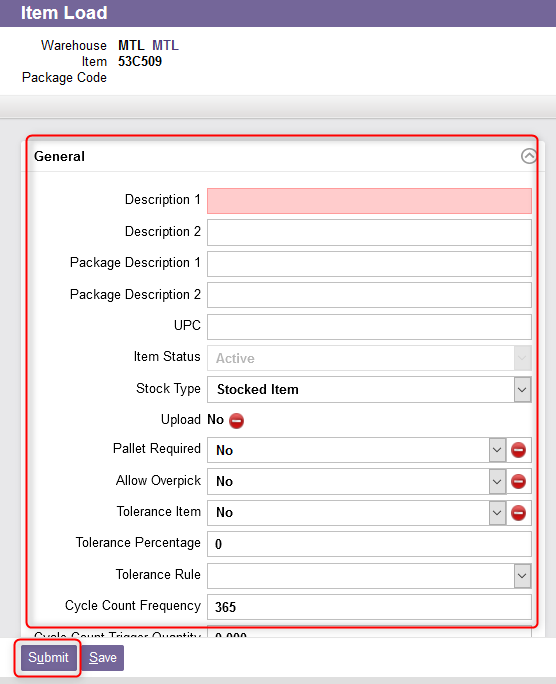 Item Load
Warehouse MTL MTL
Item 53C509
Package Code
General
Description 1
Description 2
Package Description 1
Package Description 2
UPC
Item Status Active
Stock Type Stocked Item
Upload No
Pallet Required No
Allow Overpick No
Tolerance Item No
Tolerance Percentage 0
Tolerance Rule
Cycle Count Frequency 365
Cycle Count Trigger Quantity 0.000
Submit Save